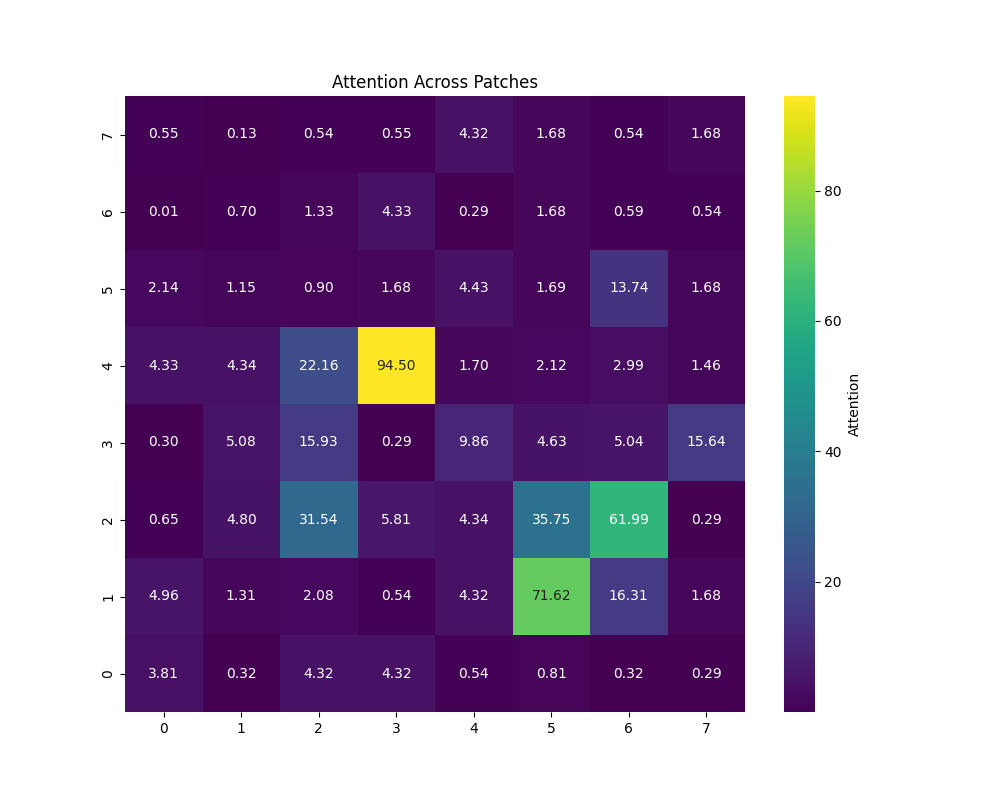 Attention Across Patches
7 0.55 0.13 0.54 0.55 4.32 1.68 0.54 1.68
6 0.01 0.70 1.33 4.33 0.29 1.68 0.59 0.54
5 2.14 1.15 0.90 1.68 4.43 1.69 13.74 1.68
4 4.33 4.34 22.16 94.50 1.70 2.12 2.99 1.46
3 0.30 5.08 15.93 0.29 9.86 4.63 5.04 15.64
2 0.65 4.80 31.54 5.81 4.34 35.75 61.99 0.29
1 4.96 1.31 2.08 0.54 4.32 71.62 16.31 1.68
0 3.81 0.32 4.32 4.32 0.54 0.81 0.32 0.29
0 1 2 3 4 5 6 7
80
60
40
20
Attention